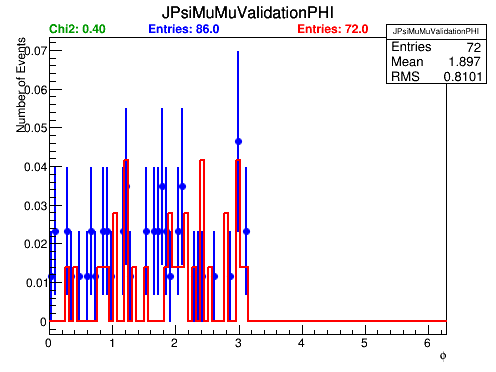 JPsiMuMuValidationPHI
Chi2: 0.40 Entries: 86.0 Entries: 72.0
JPsiMuMuValidationPHI
Entries 72
Mean 1.897
RMS 0.8101
Number of Events
0.07
0.06
0.05
0.04
0.03
0.02
0.01
0
0 1 2 3 4 5 6
ϕ